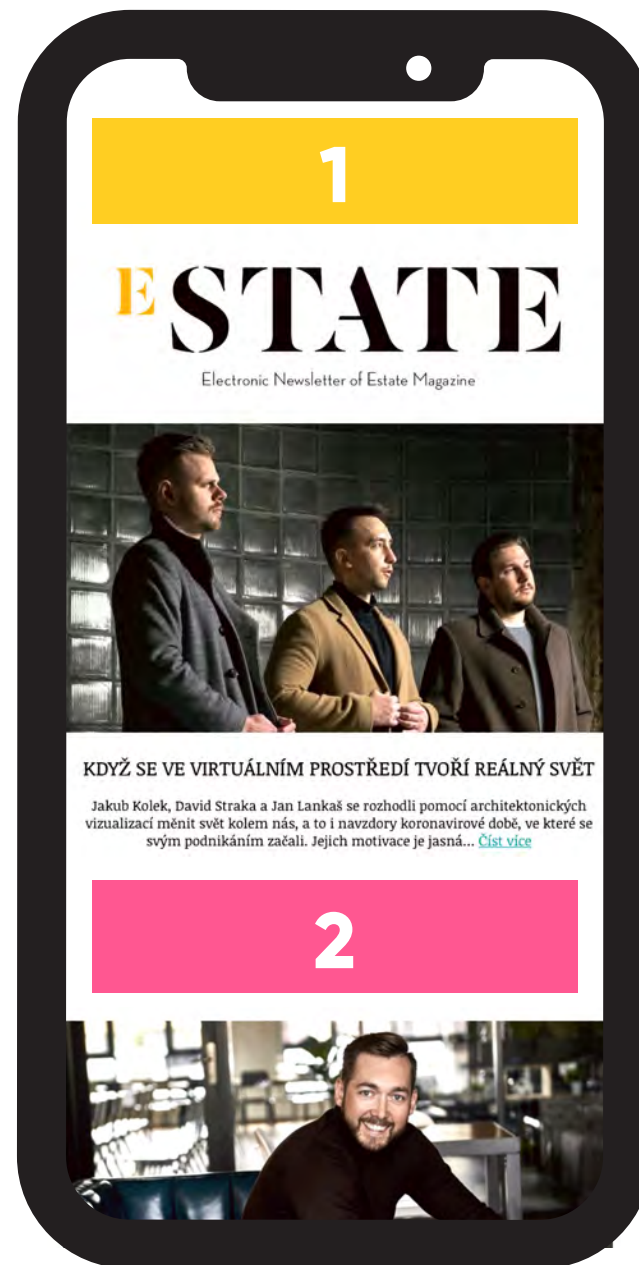 1
ESTATE
Electronic Newsletter of Estate Magazine
KDYŽ SE VE VIRTUÁLNÍM PROSTŘEDÍ TVOŘÍ REÁLNÝ SVĚT
Jakub Kolek, David Straka a Jan Lankaš se rozhodli pomocí architektonických
vizualizací měnit svět kolem nás, a to i navzdory koronavirové době, ve které se
svým podnikáním začali. Jejich motivace je jasná... Číst více
2